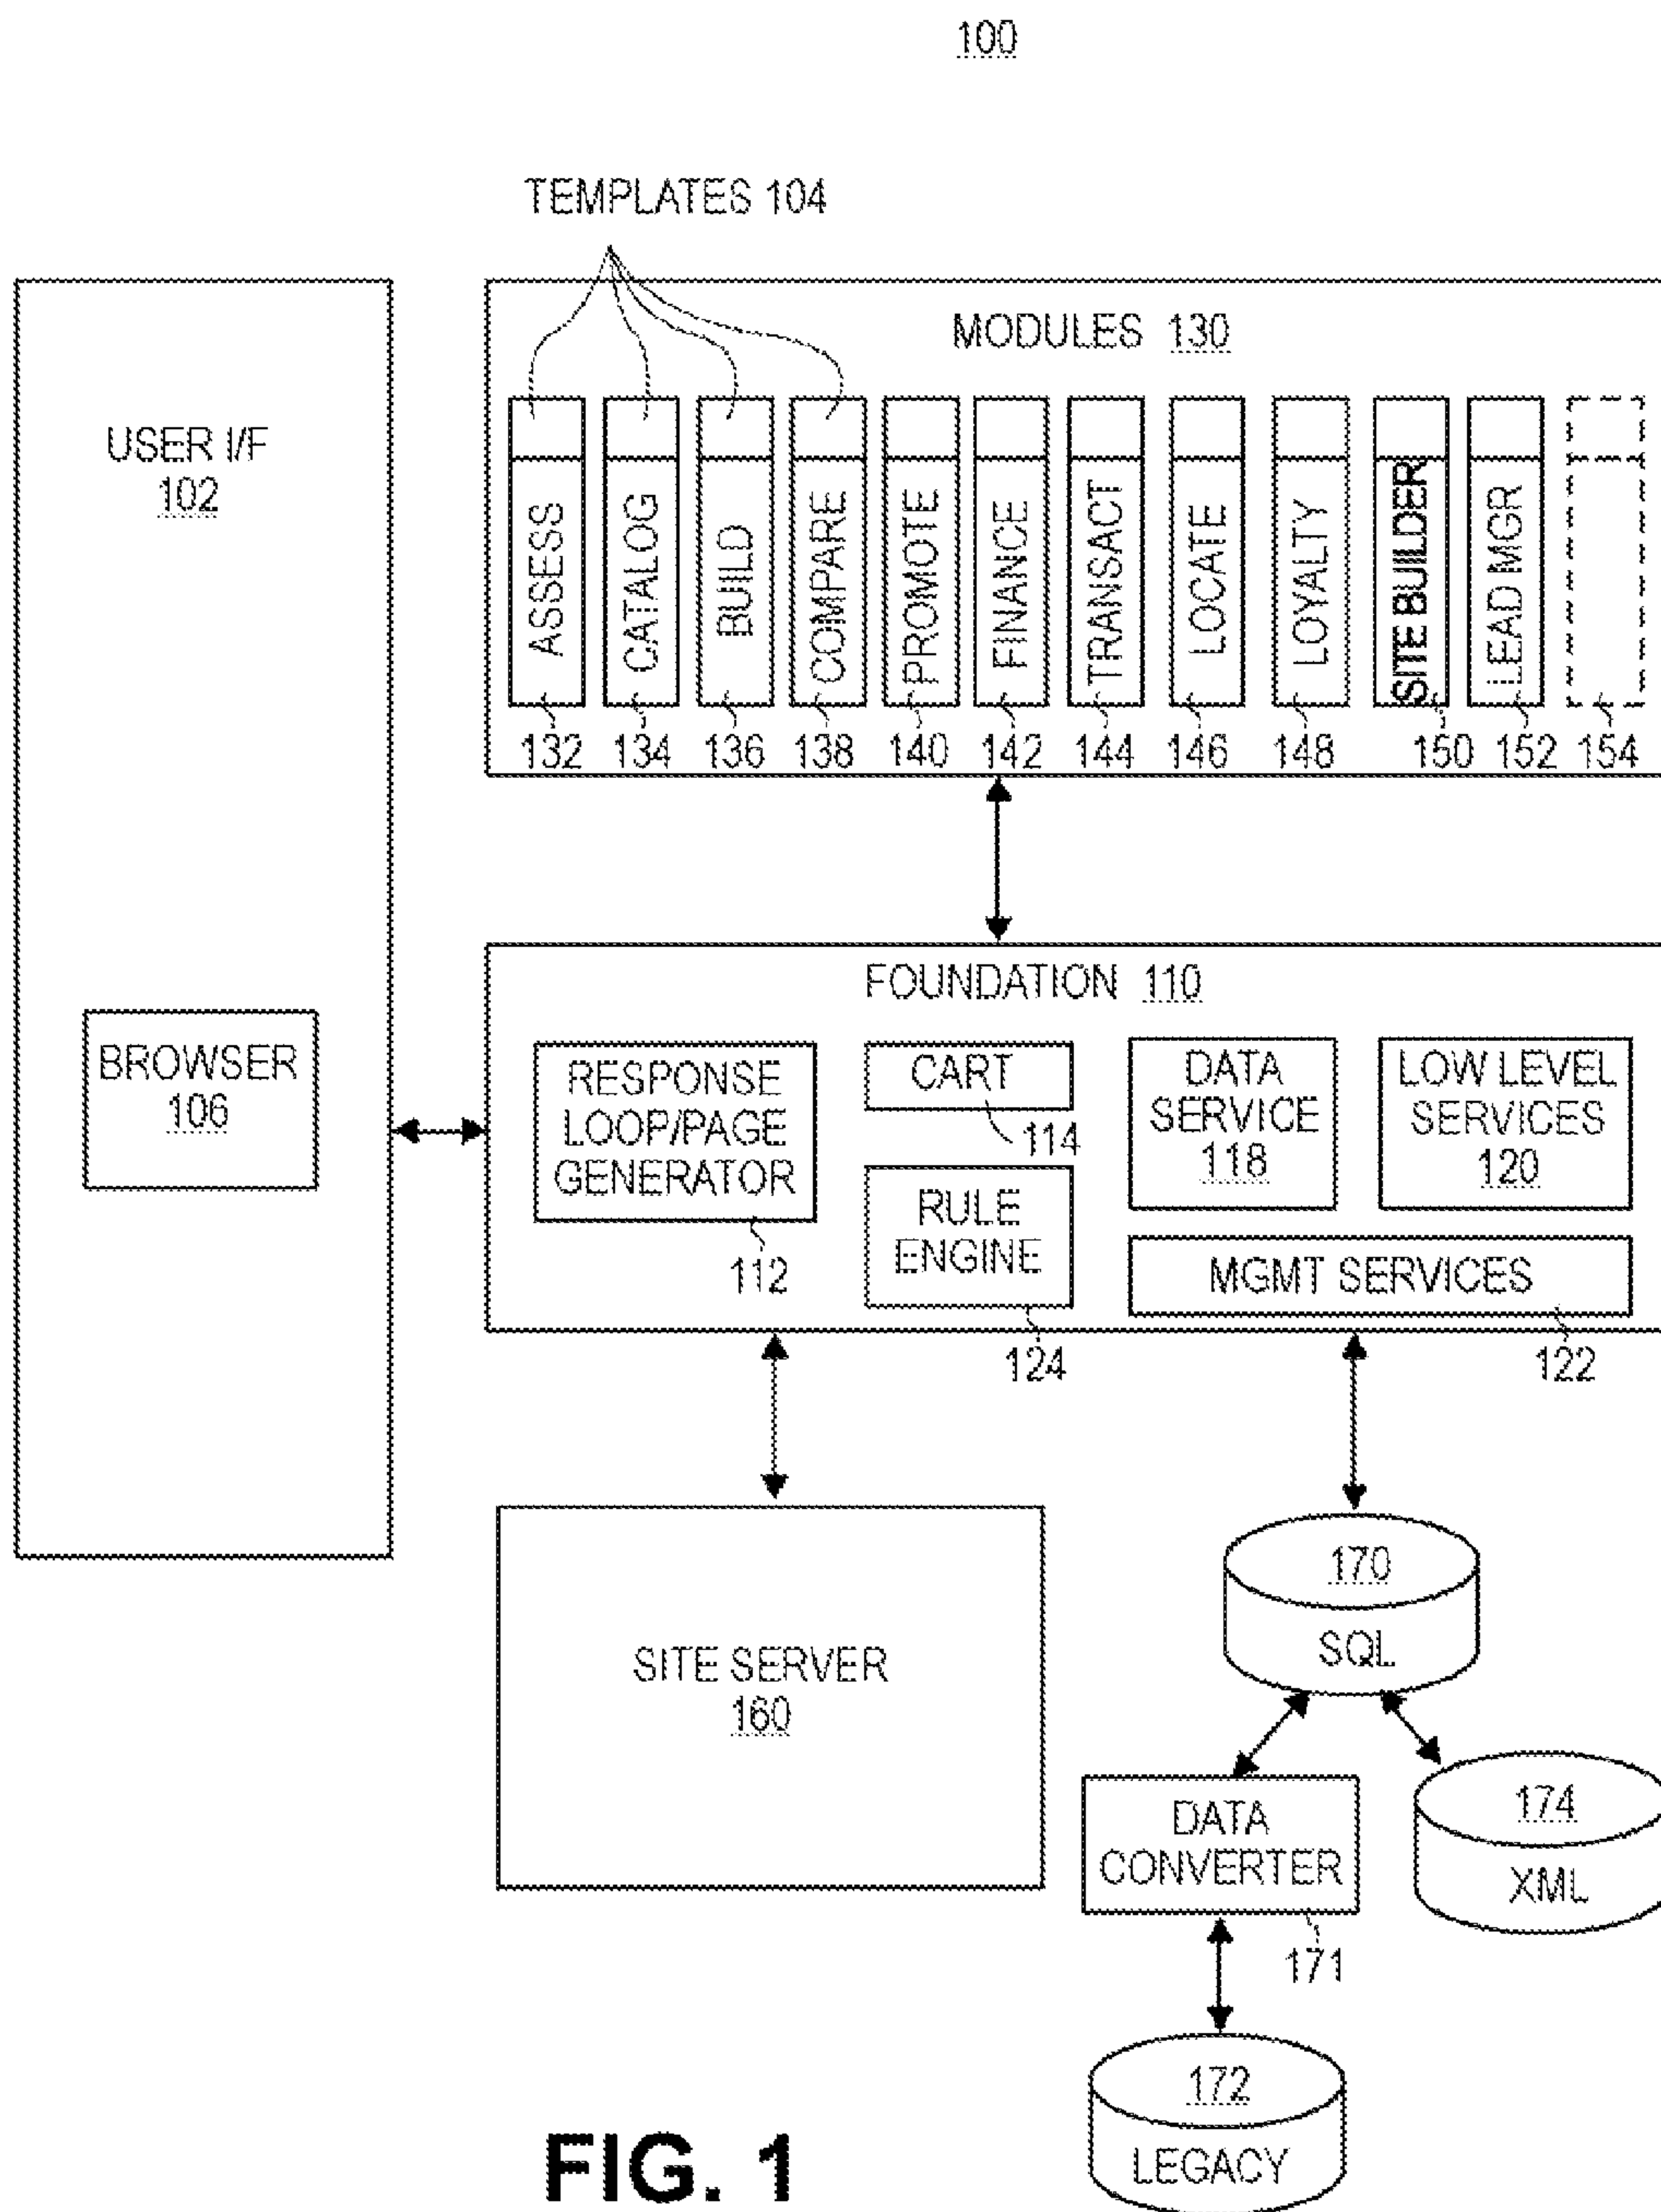 100
TEMPLATES 104
USER I/F
102
BROWSER
106
MODULES 130
ASSESS
CATALOG
BUILD
COMPARE
PROMOTE
FINANCE
TRANSACT
LOCATE
LOYALTY
SITE BUILDER
LEAD MGR
132 134 136 138 140 142 144 146 148 150 152 154
FOUNDATION 110
RESPONSE
LOOP/PAGE
GENERATOR
112
CART
114
RULE
ENGINE
124
DATA
SERVICE
118
LOW LEVEL
SERVICES
120
MGMT SERVICES
122
SITE SERVER
160
170
SQL
DATA
CONVERTER
171
174
XML
172
LEGACY
FIG. 1